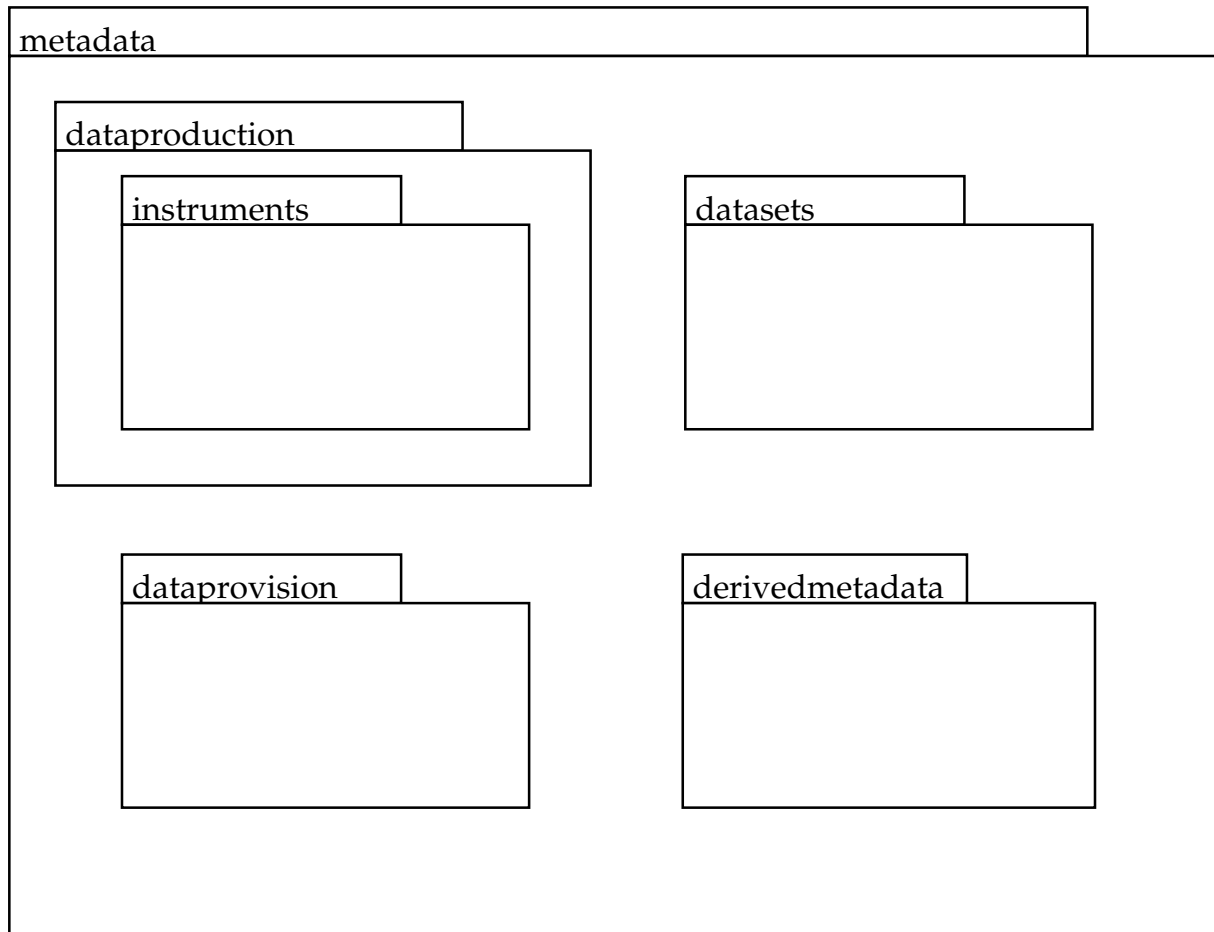 metadata
dataproduction
instruments
datasets
dataprovision
derivedmetadata